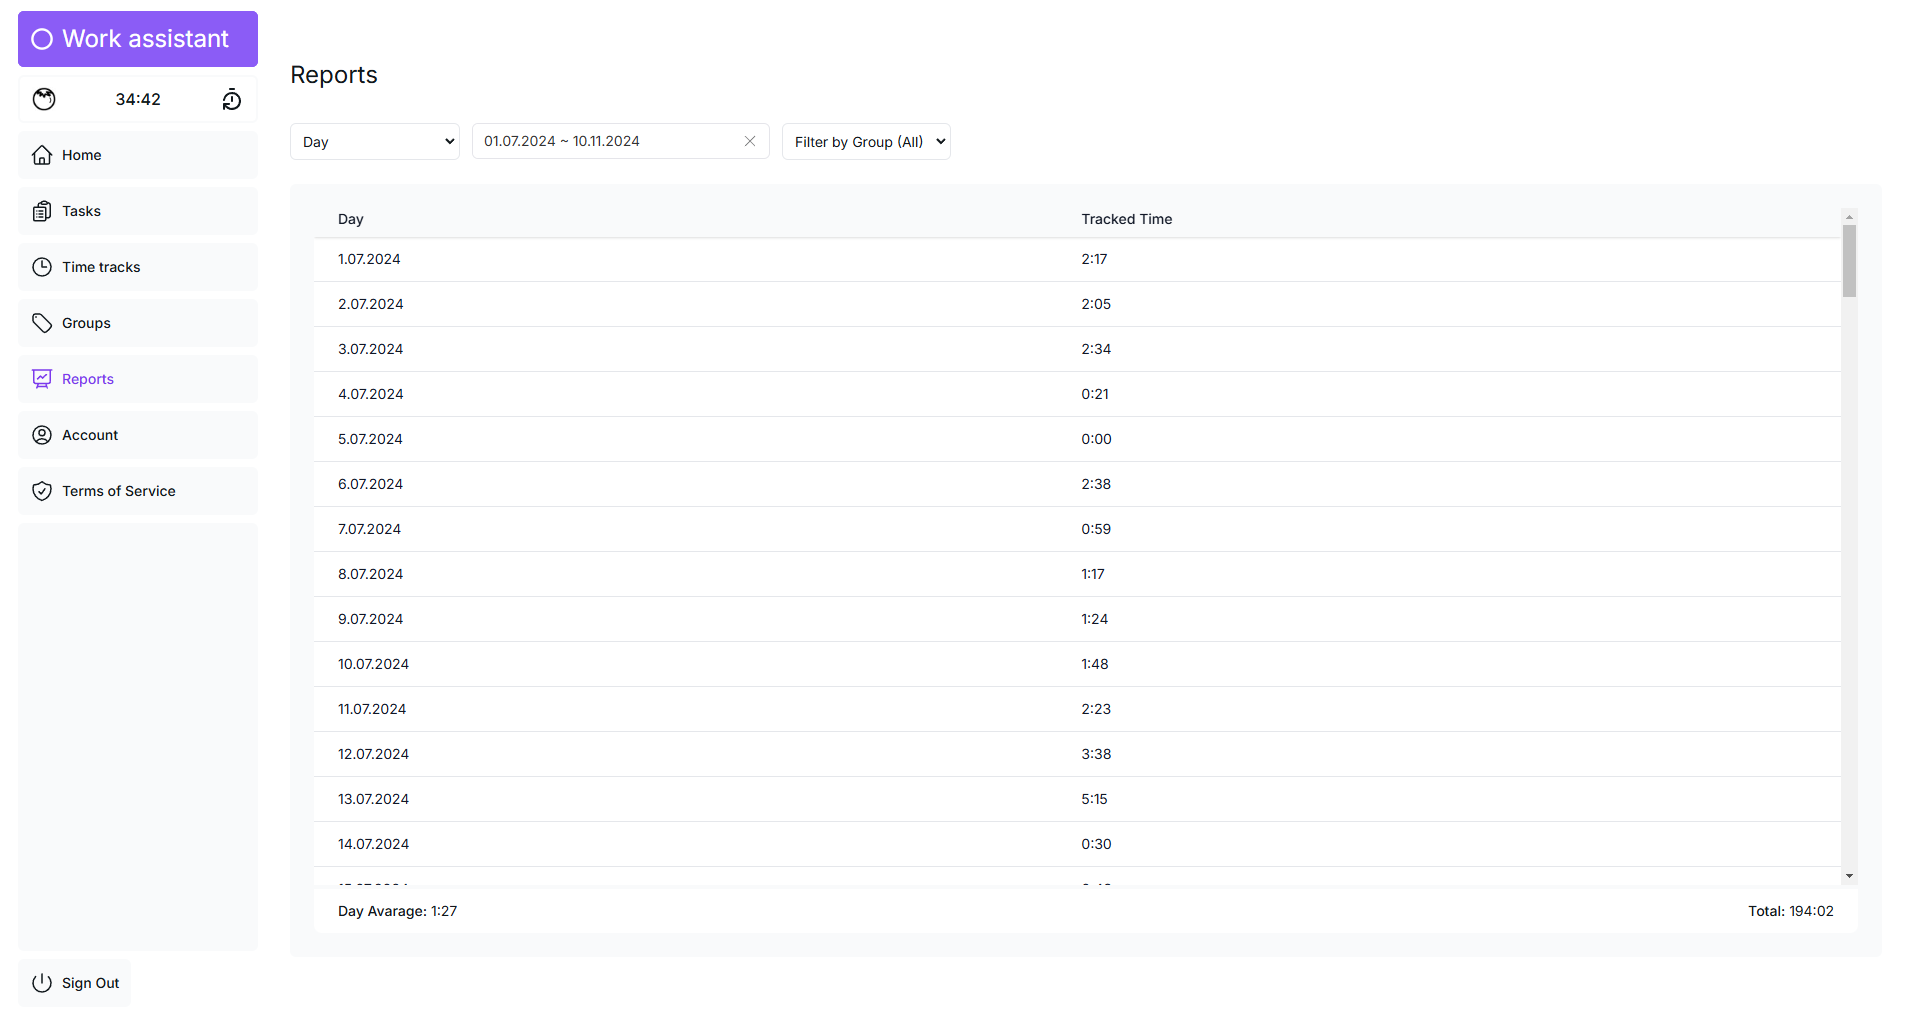 Work assistant
34:42
Home
Tasks
Time tracks
Groups
Reports
Account
Terms of Service
Sign Out
Reports
Day 01.07.2024 ~ 10.11.2024 Filter by Group (All)
Day Tracked Time
1.07.2024 2:17
2.07.2024 2:05
3.07.2024 2:34
4.07.2024 0:21
5.07.2024 0:00
6.07.2024 2:38
7.07.2024 0:59
8.07.2024 1:17
9.07.2024 1:24
10.07.2024 1:48
11.07.2024 2:23
12.07.2024 3:38
13.07.2024 5:15
14.07.2024 0:30
Day Avarage: 1:27 Total: 194:02